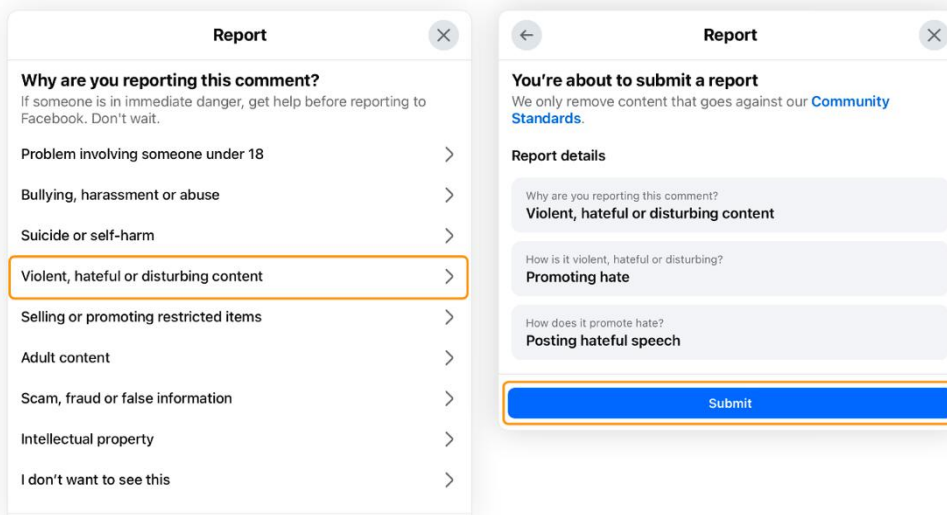 Report
Why are you reporting this comment?
If someone is in immediate danger, get help before reporting to
Facebook. Don't wait.
Problem involving someone under 18
Bullying, harassment or abuse
Suicide or self-harm
Violent, hateful or disturbing content
Selling or promoting restricted items
Adult content
Scam, fraud or false information
Intellectual property
I don't want to see this
Report
You're about to submit a report
We only remove content that goes against our Community
Standards.
Report details
Why are you reporting this comment?
Violent, hateful or disturbing content
How is it violent, hateful or disturbing?
Promoting hate
How does it promote hate?
Posting hateful speech
Submit